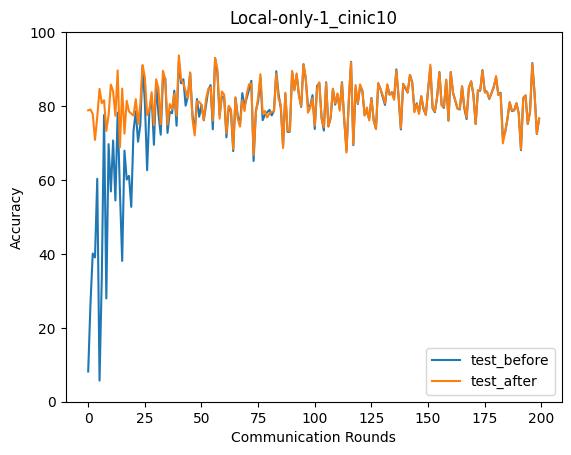 Local-only-1_cinic10
100
80
60
40
20
0
Accuracy
0 25 50 75 100 125 150 175 200
Communication Rounds
test_before
test_after